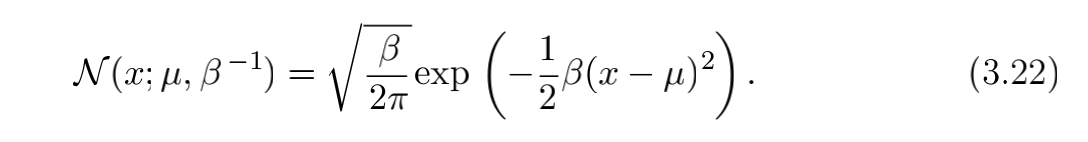 𝒩(x; μ, β⁻¹) = √(β/2π) exp(−½β(x − μ)²). (3.22)